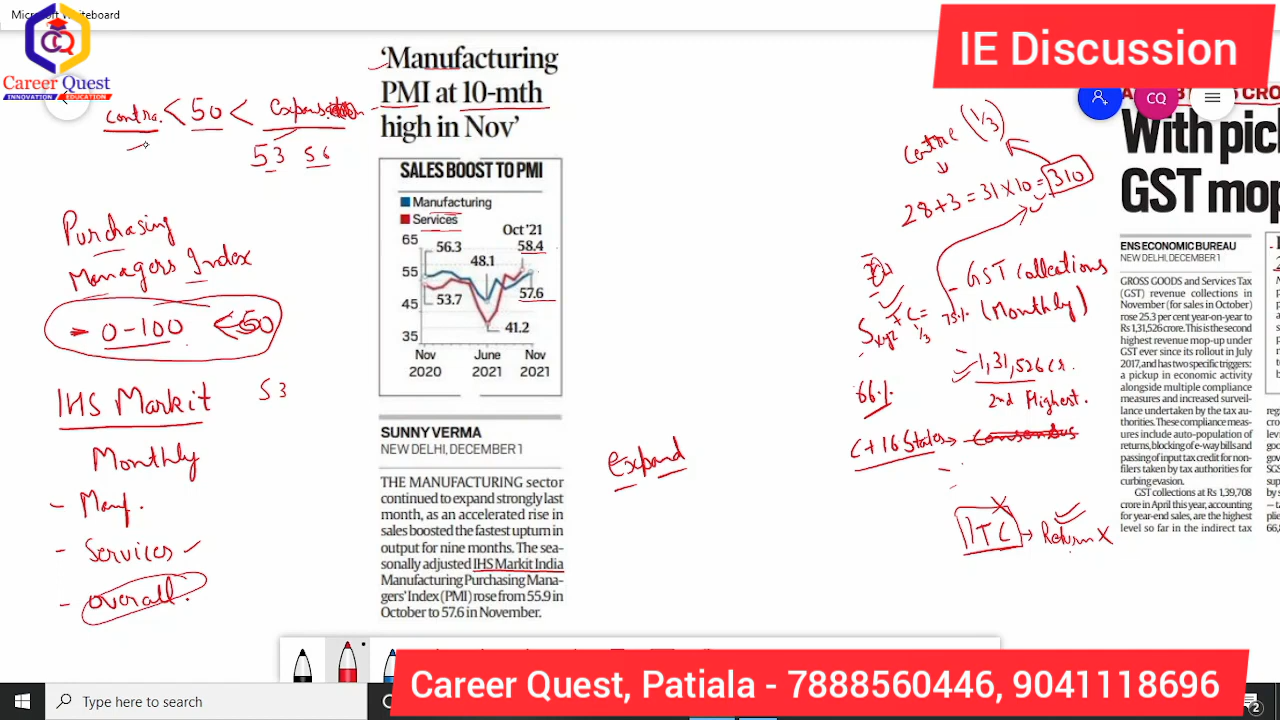 Microsoft Whiteboard
CQ
Career Quest
INNOVATION EDUCATION
IE Discussion
CQ
contra. < 50 <
53 56
Purchasing
Managers Index
0-100 <50
IHS Markit 53
Monthly
- Manf.
- Services
- overall.
'Manufacturing
PMI at 10-mth
high in Nov'
SALES BOOST TO PMI
Manufacturing
Services
Oct '21
65
55
45
35
56.3
58.4
48.1
53.7
57.6
41.2
Nov June Nov
2020 2021 2021
SUNNY VERMA
NEW DELHI, DECEMBER 1
THE MANUFACTURING sector
continued to expand strongly last
month, as an accelerated rise in
sales boosted the fastest upturn in
output for nine months. The sea-
sonally adjusted IHS Markit India
Manufacturing Purchasing Mana-
gers' Index (PMI) rose from 55.9 in
October to 57.6 in November.
expand
Centre (1/3)
28+3 = 31 x 10 = 310
- GST collections
(Monthly)
75%
1/3
66%
1,31,526 cr.
2nd Highest.
C + 16 States → Consensus
ITC → Return X
With pic
GST mop
ENS ECONOMIC BUREAU
NEW DELHI, DECEMBER 1
GROSS GOODS and Services Tax
(GST) revenue collections in
November (for sales in October)
rose 25.3 per cent year-on-year to
Rs 1,31,526 crore. This is the second
highest revenue mop-up under
GST ever since its rollout in July
2017, and has two specific triggers:
a pickup in economic activity
alongside multiple compliance
measures and increased surveil-
lance undertaken by the tax au-
thorities. These compliance meas-
ures include auto-population of
returns, blocking of e-way bills and
passing of input tax credit for non-
filers taken by tax authorities for
curbing evasion.
GST collections at Rs 1,39,708
crore in April this year, accounting
for year-end sales, are the highest
level so far in the indirect tax
Type here to search
Career Quest, Patiala - 7888560446, 9041118696
2